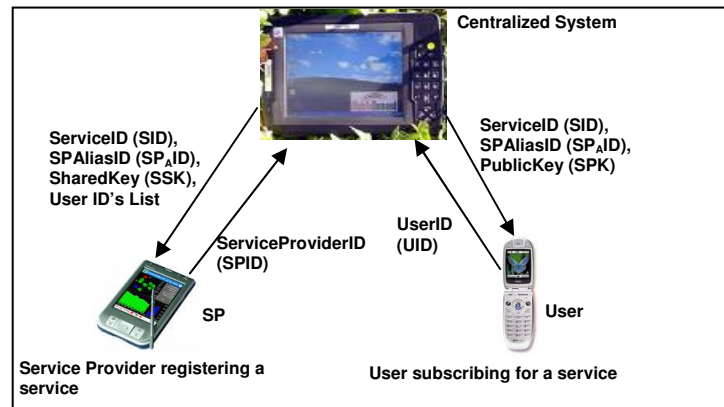 Centralized System
ServiceID (SID),
SPAliasID (SPAID),
SharedKey (SSK),
User ID's List
ServiceID (SID),
SPAliasID (SPAID),
PublicKey (SPK)
ServiceProviderID
(SPID)
UserID
(UID)
SP
User
Service Provider registering a
service
User subscribing for a service